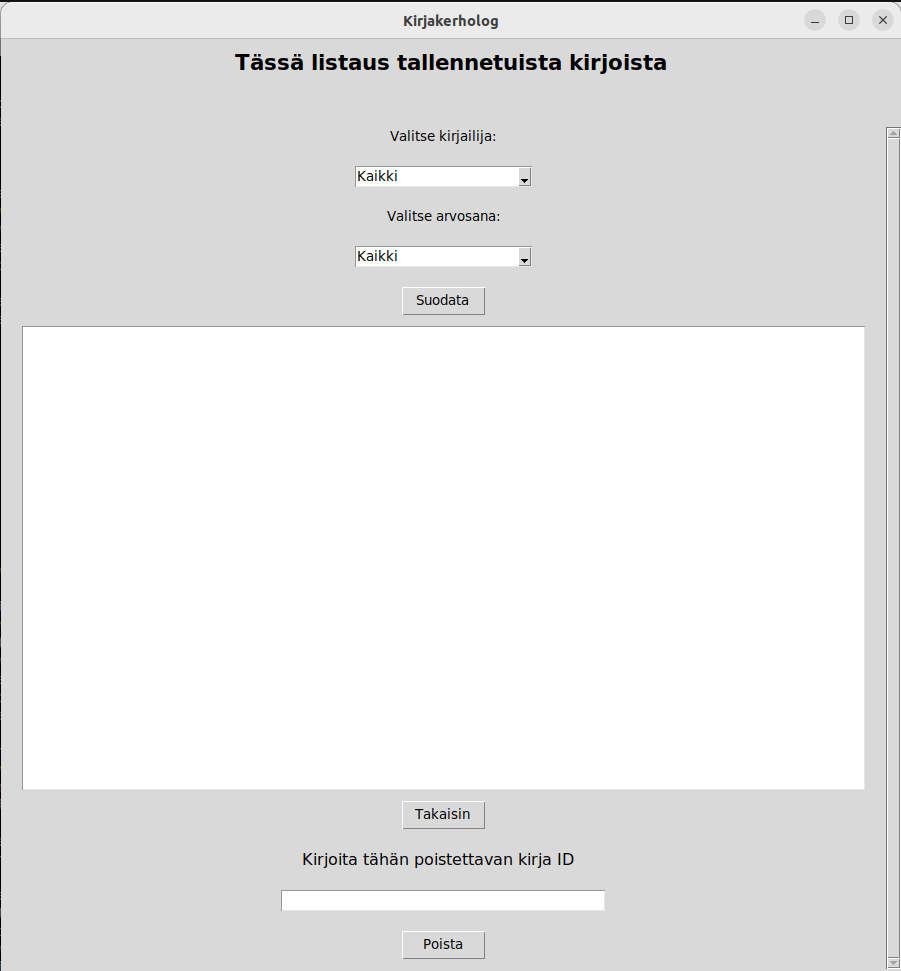 Kirjakerholog
Tässä listaus tallennetuista kirjoista
Valitse kirjailija:
Kaikki
Valitse arvosana:
Kaikki
Suodata
Takaisin
Kirjoita tähän poistettavan kirja ID
Poista